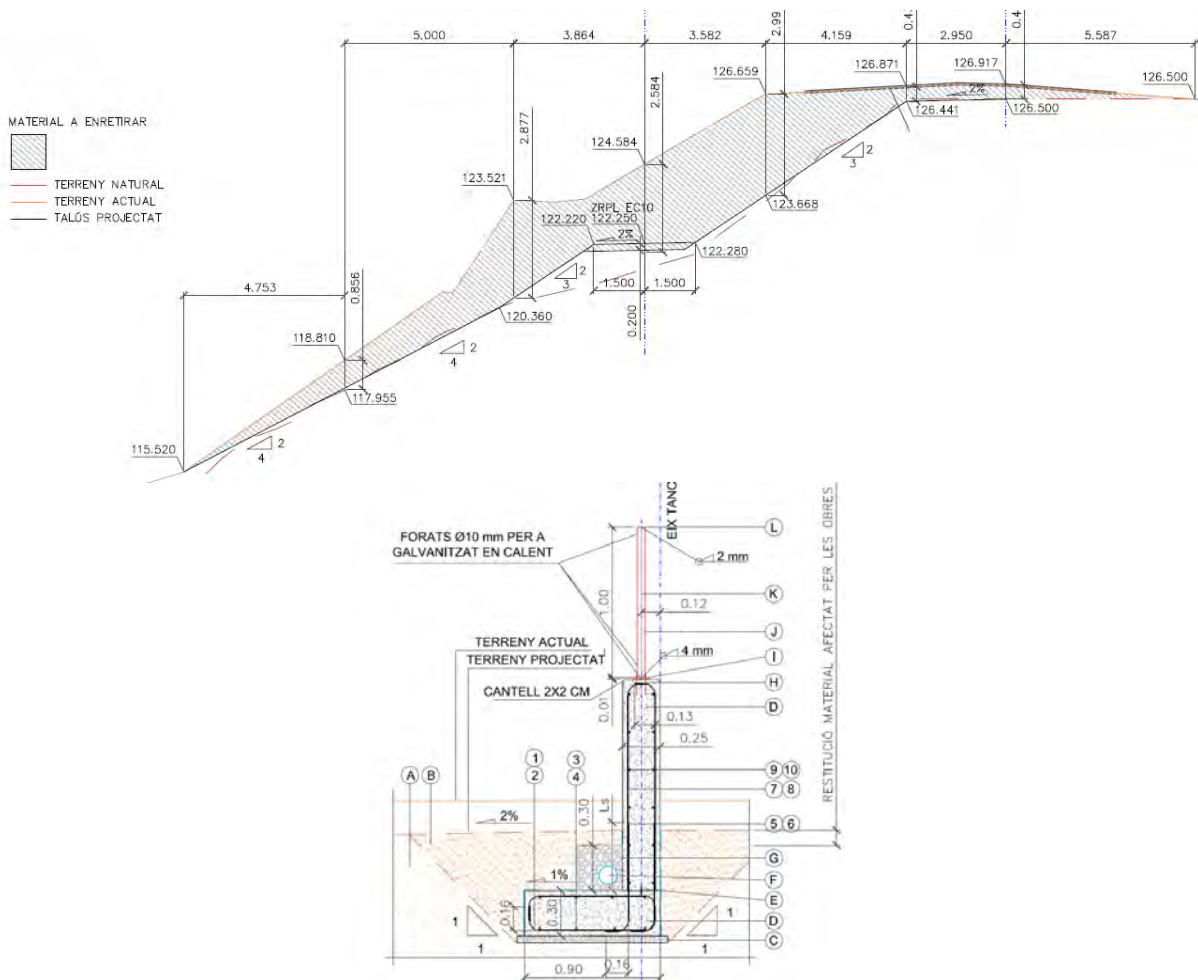 5.000
3.864
3.582
2.99
4.159
0.4
2.950
0.4
5.587
126.659
126.871
126.917
126.500
2%
126.441
126.500
MATERIAL A ENRETIRAR
TERRENY NATURAL
TERRENY ACTUAL
TALÚS PROJECTAT
2.877
2.584
124.584
123.521
ZRPL EC10
122.220
122.250
2%
2
3
123.668
122.280
2
3
1.500
1.500
0.200
4.753
0.856
120.360
118.810
2
4
117.955
115.520
2
4
EIX TANC
FORATS Ø10 mm PER A
GALVANITZAT EN CALENT
L
2 mm
1.00
K
0.12
J
TERRENY ACTUAL
4 mm
TERRENY PROJECTAT
I
H
CANTELL 2X2 CM
0.01
D
0.13
0.25
1
3
9
10
2
4
A
B
7
8
Ls
0.30
2%
5
6
G
1%
F
E
0.16
0.30
D
1
1
1
1
C
0.90
0.16
RESTITUCIÓ MATERIAL AFECTAT PER LES OBRES